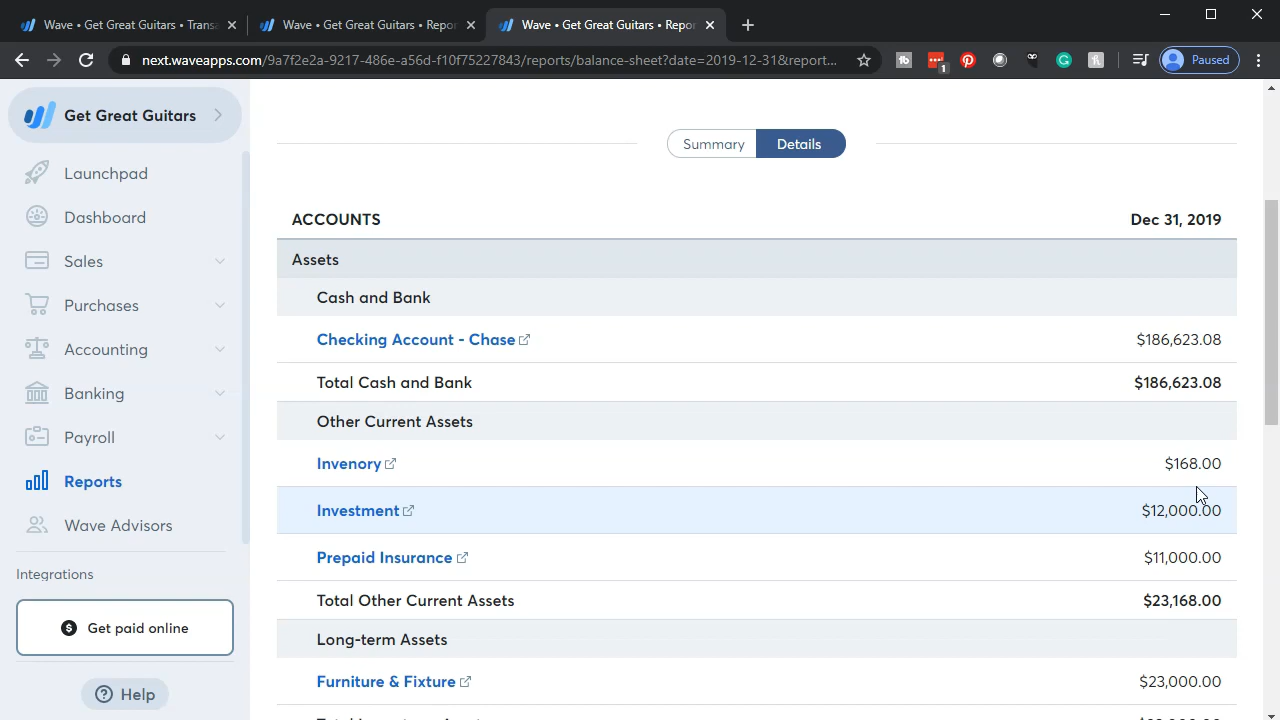 Wave • Get Great Guitars • Transa
Wave • Get Great Guitars • Repor
Wave • Get Great Guitars • Repor
next.waveapps.com/9a7f2e2a-9217-486e-a56d-f10f75227843/reports/balance-sheet?date=2019-12-31&report...
1
Paused
Get Great Guitars
Launchpad
Dashboard
Sales
Purchases
Accounting
Banking
Payroll
Reports
Wave Advisors
Integrations
Get paid online
Help
Summary
Details
ACCOUNTS Dec 31, 2019
Assets
Cash and Bank
Checking Account - Chase $186,623.08
Total Cash and Bank $186,623.08
Other Current Assets
Invenory $168.00
Investment $12,000.00
Prepaid Insurance $11,000.00
Total Other Current Assets $23,168.00
Long-term Assets
Furniture & Fixture $23,000.00